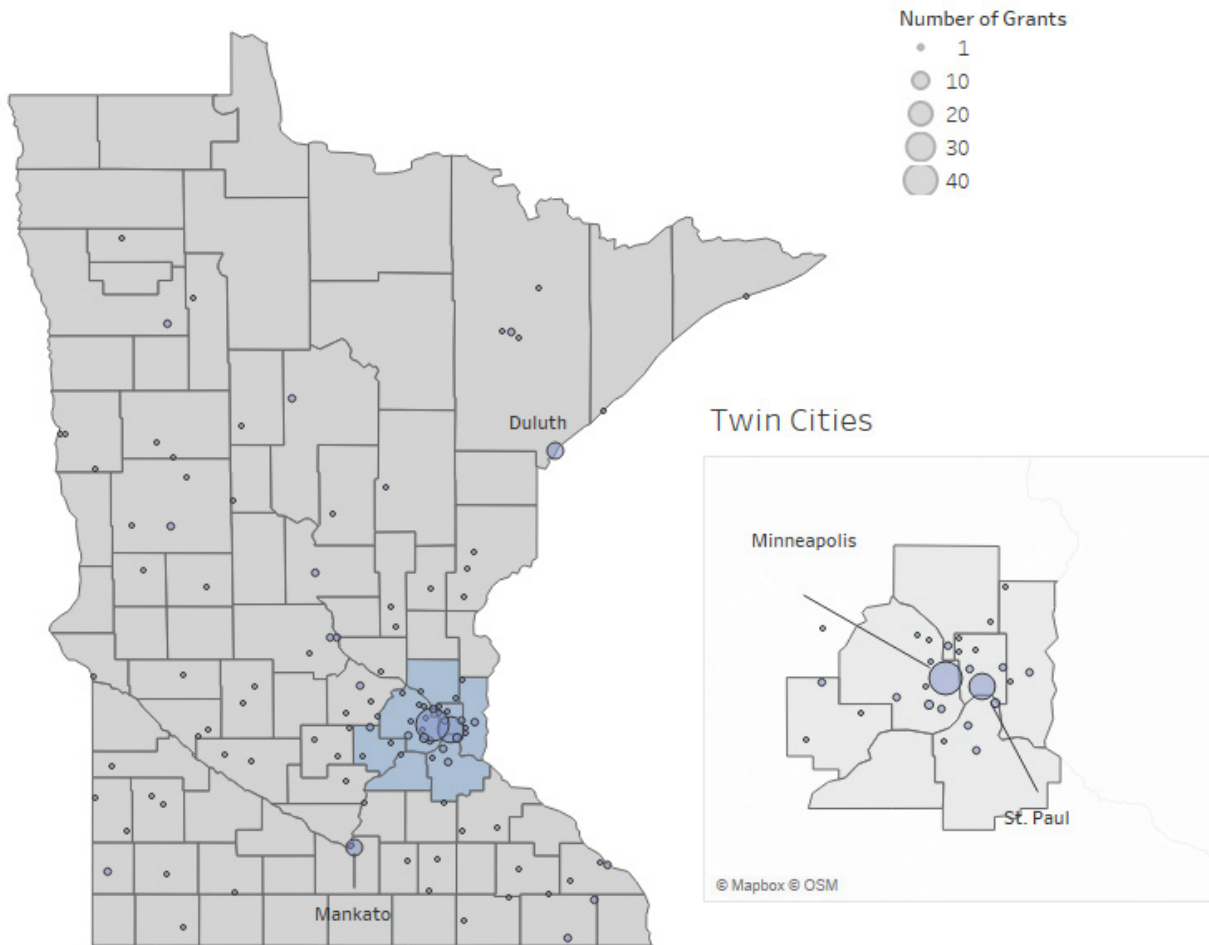 Number of Grants
1
10
20
30
40
Duluth
Twin Cities
Minneapolis
St. Paul
© Mapbox © OSM
Mankato